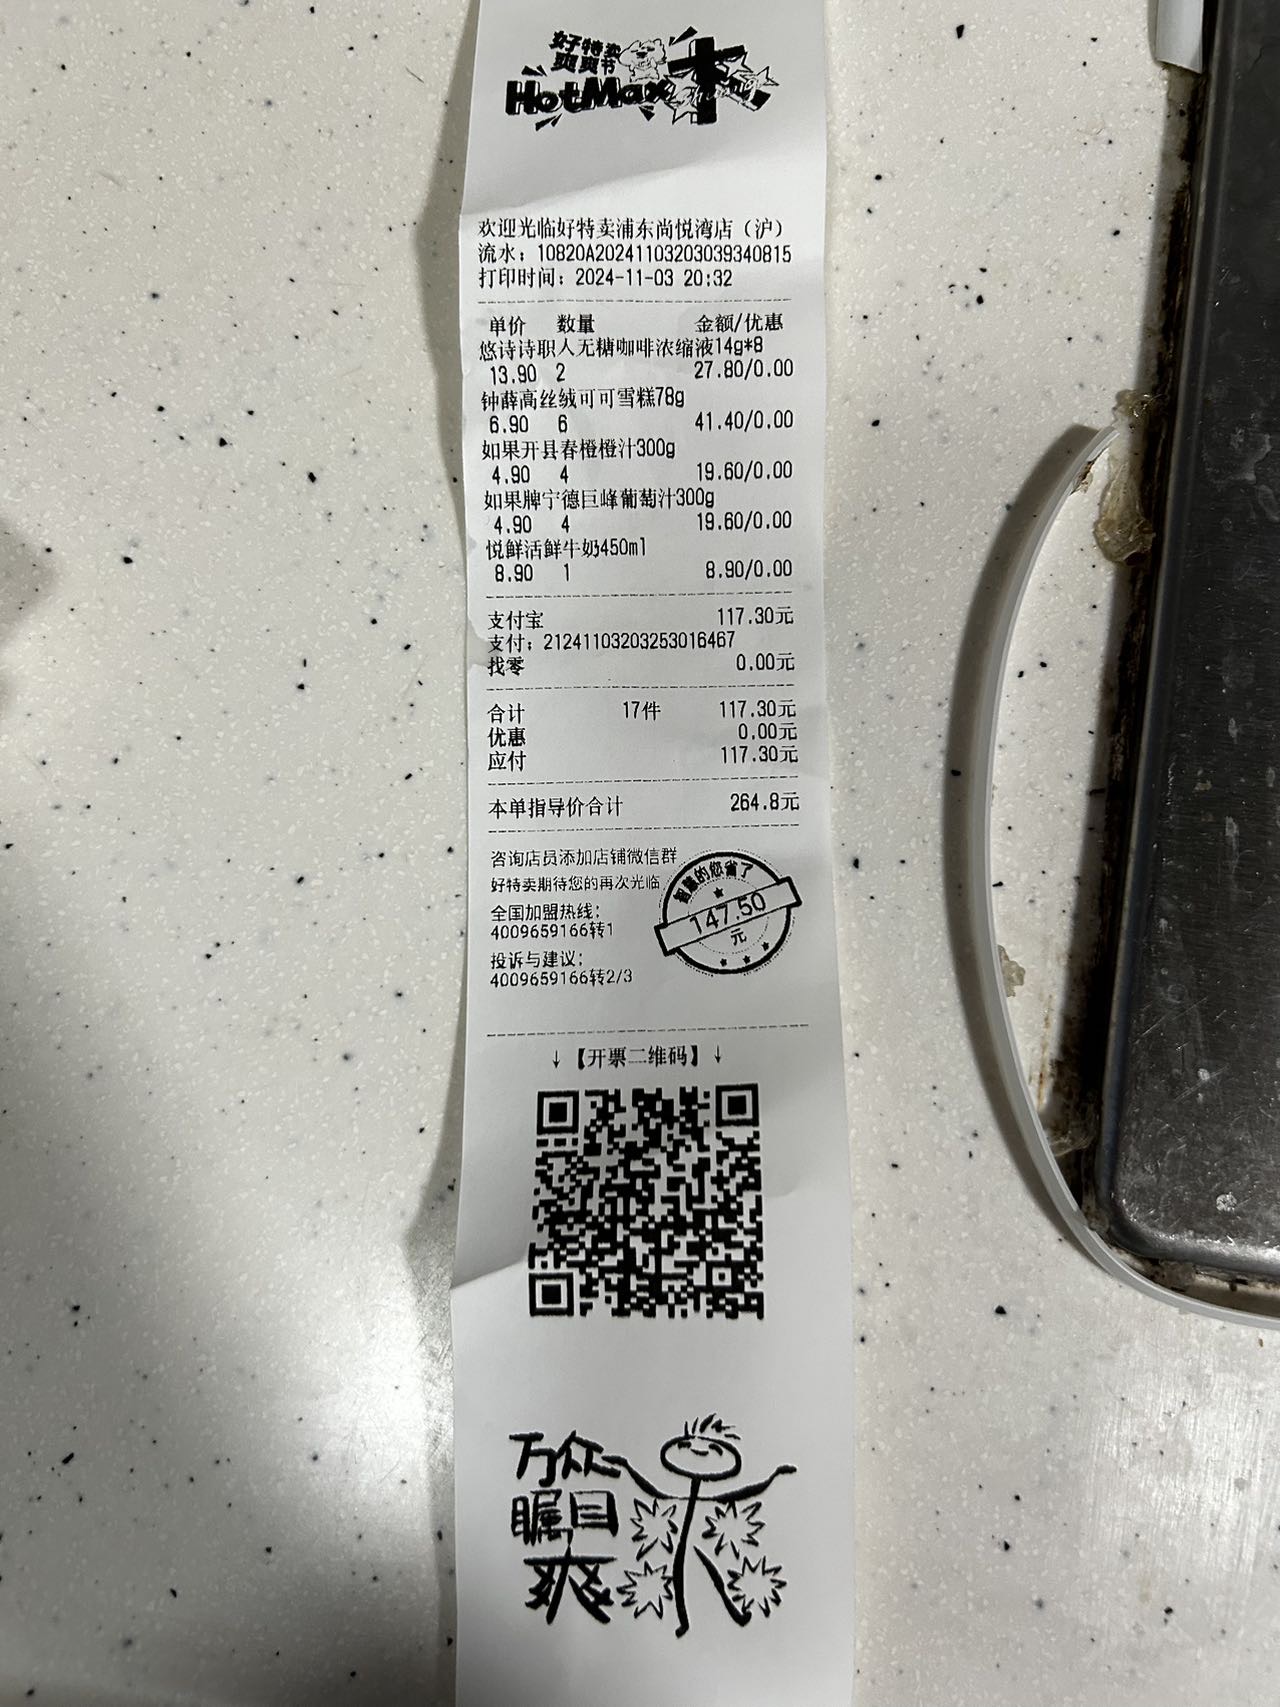 好特卖
爽爽节
HotMax
欢迎光临好特卖浦东尚悦湾店（沪）
流水：10820A20241103203039340815
打印时间：2024-11-03 20:32
单价 数量 金额/优惠
悠诗诗职人无糖咖啡浓缩液14g*8
13.90 2 27.80/0.00
钟薛高丝绒可可雪糕78g
6.90 6 41.40/0.00
如果开县春橙橙汁300g
4.90 4 19.60/0.00
如果牌宁德巨峰葡萄汁300g
4.90 4 19.60/0.00
悦鲜活鲜牛奶450ml
8.90 1 8.90/0.00
支付宝 117.30元
支付：21241103203253016467
找零 0.00元
合计 17件 117.30元
优惠 0.00元
应付 117.30元
本单指导价合计 264.8元
咨询店员添加店铺微信群
好特卖期待您的再次光临
全国加盟热线：
4009659166转1
投诉与建议：
4009659166转2/3
智慧的您省了
147.50
元
↓【开票二维码】↓
万众
瞩目
爽